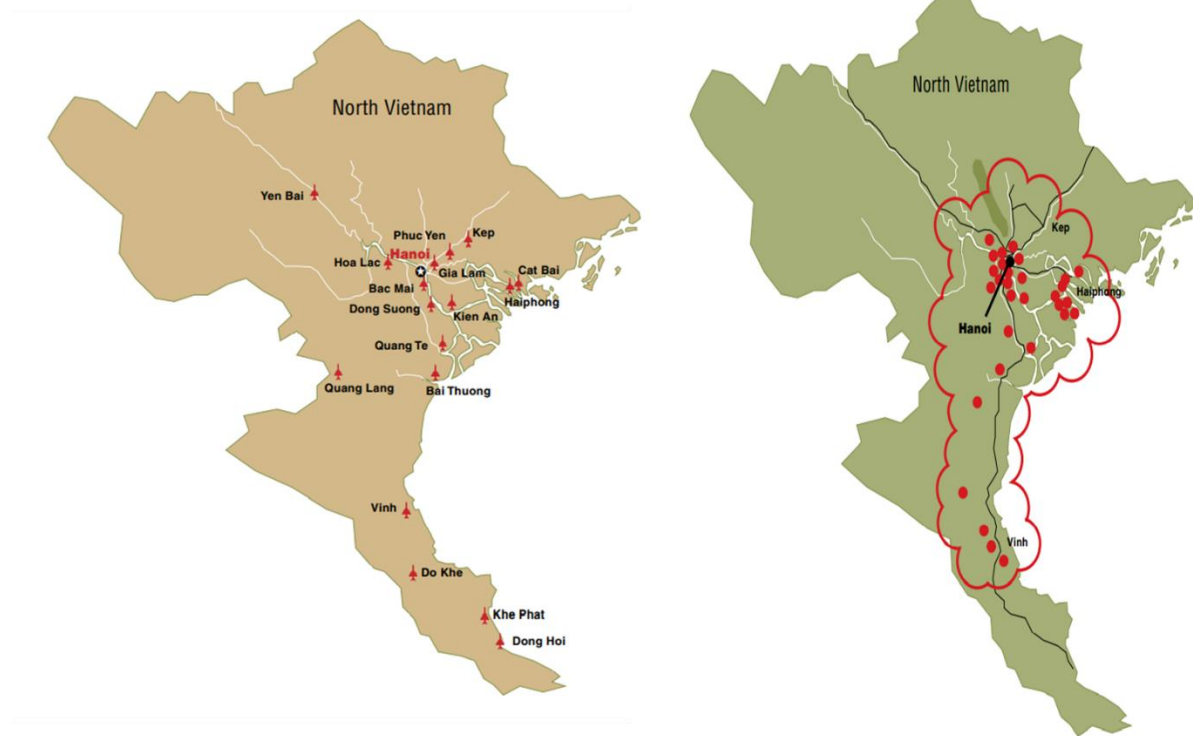 North Vietnam
Yen Bai
Phuc Yen
Kep
Hanoi
Hoa Lac
Gia Lam
Cat Bai
Bac Mai
Haiphong
Dong Suong
Kien An
Quang Te
Quang Lang
Bai Thuong
Vinh
Do Khe
Khe Phat
Dong Hoi
North Vietnam
Kep
Haiphong
Hanoi
Vinh